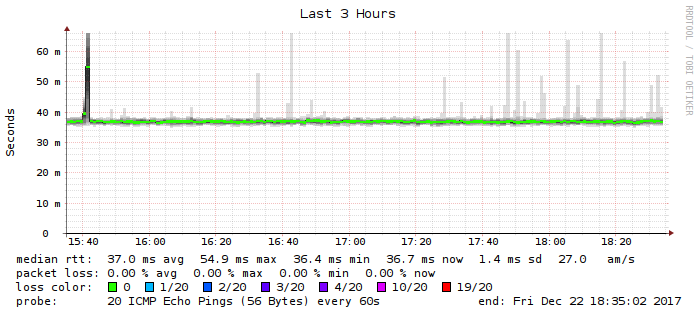 Last 3 Hours
RRDTOOL / TOBI OETIKER
Seconds
60 m
50 m
40 m
30 m
20 m
10 m
0
15:40 16:00 16:20 16:40 17:00 17:20 17:40 18:00 18:20
median rtt: 37.0 ms avg 54.9 ms max 36.4 ms min 36.7 ms now 1.4 ms sd 27.0 am/s
packet loss: 0.00 % avg 0.00 % max 0.00 % min 0.00 % now
loss color: 0 1/20 2/20 3/20 4/20 10/20 19/20
probe: 20 ICMP Echo Pings (56 Bytes) every 60s end: Fri Dec 22 18:35:02 2017